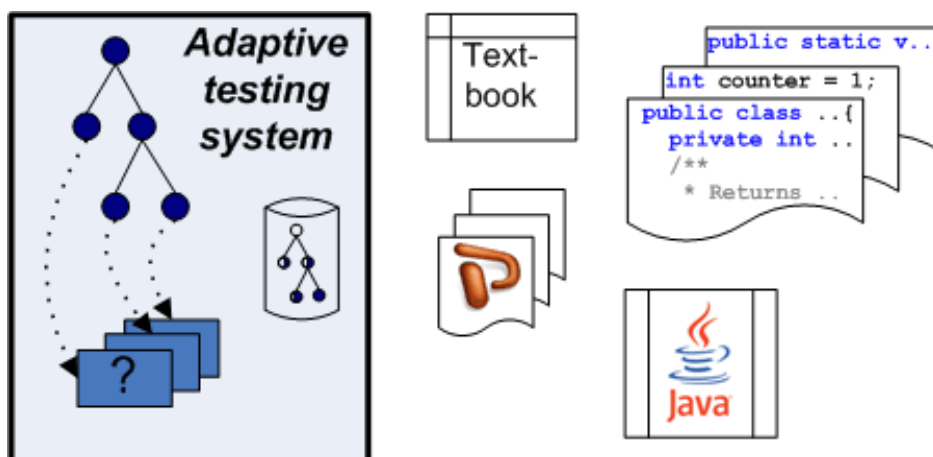 Adaptive
testing
system
?
Text-
book
public static v..
int counter = 1;
public class ..{
private int ..
/**
* Returns ..
Java